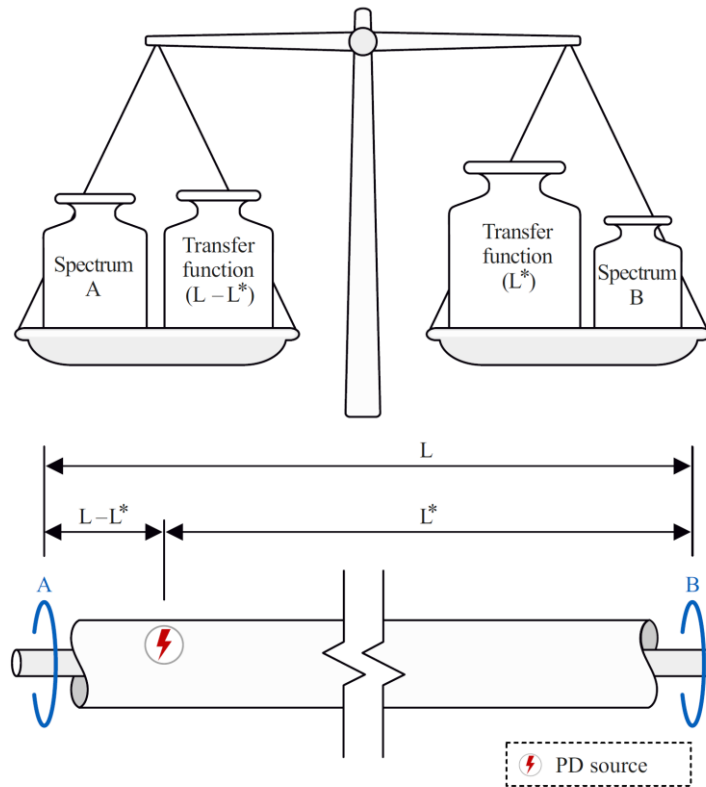 Spectrum
A
Transfer
function
(L – L*)
Transfer
function
(L*)
Spectrum
B
L
L – L*
L*
A
B
PD source